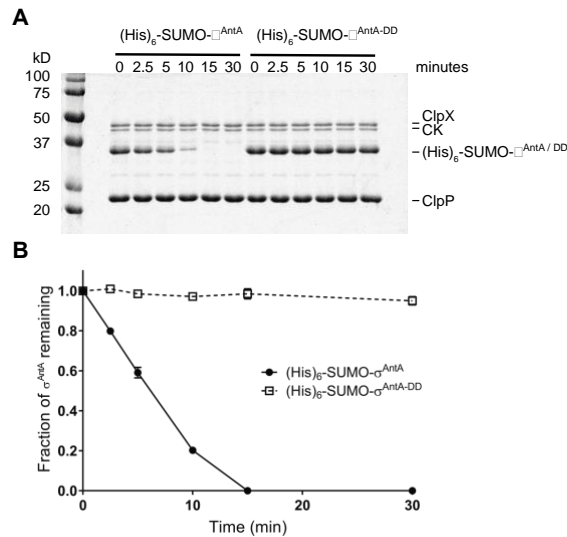 A
(His)6-SUMO-□AntA (His)6-SUMO-□AntA-DD
kD 0 2.5 5 10 15 30 0 2.5 5 10 15 30 minutes
100
75
50
37
25
20
ClpX
CK
(His)6-SUMO-□AntA / DD
ClpP
B
Fraction of σAntA remaining
1.0
0.8
0.6
0.4
0.2
0.0
(His)6-SUMO-σAntA
(His)6-SUMO-σAntA-DD
0 10 20 30
Time (min)